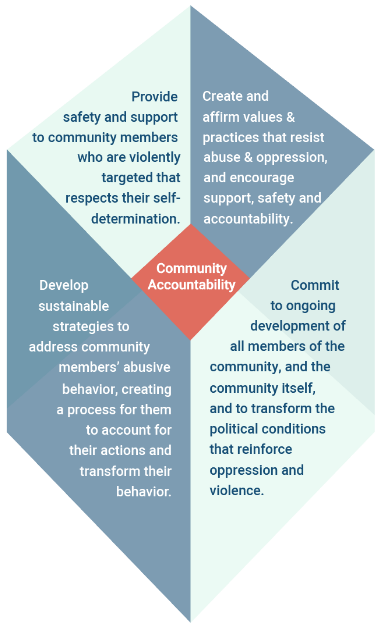 Provide
safety and support
to community members
who are violently
targeted that
respects their self-
determination.
Create and
affirm values &
practices that resist
abuse & oppression,
and encourage
support, safety and
accountability.
Community
Accountability
Develop
sustainable
strategies to
address community
members’ abusive
behavior, creating
a process for them
to account for
their actions and
transform their
behavior.
Commit
to ongoing
development of
all members of the
community, and the
community itself,
and to transform the
political conditions
that reinforce
oppression and
violence.